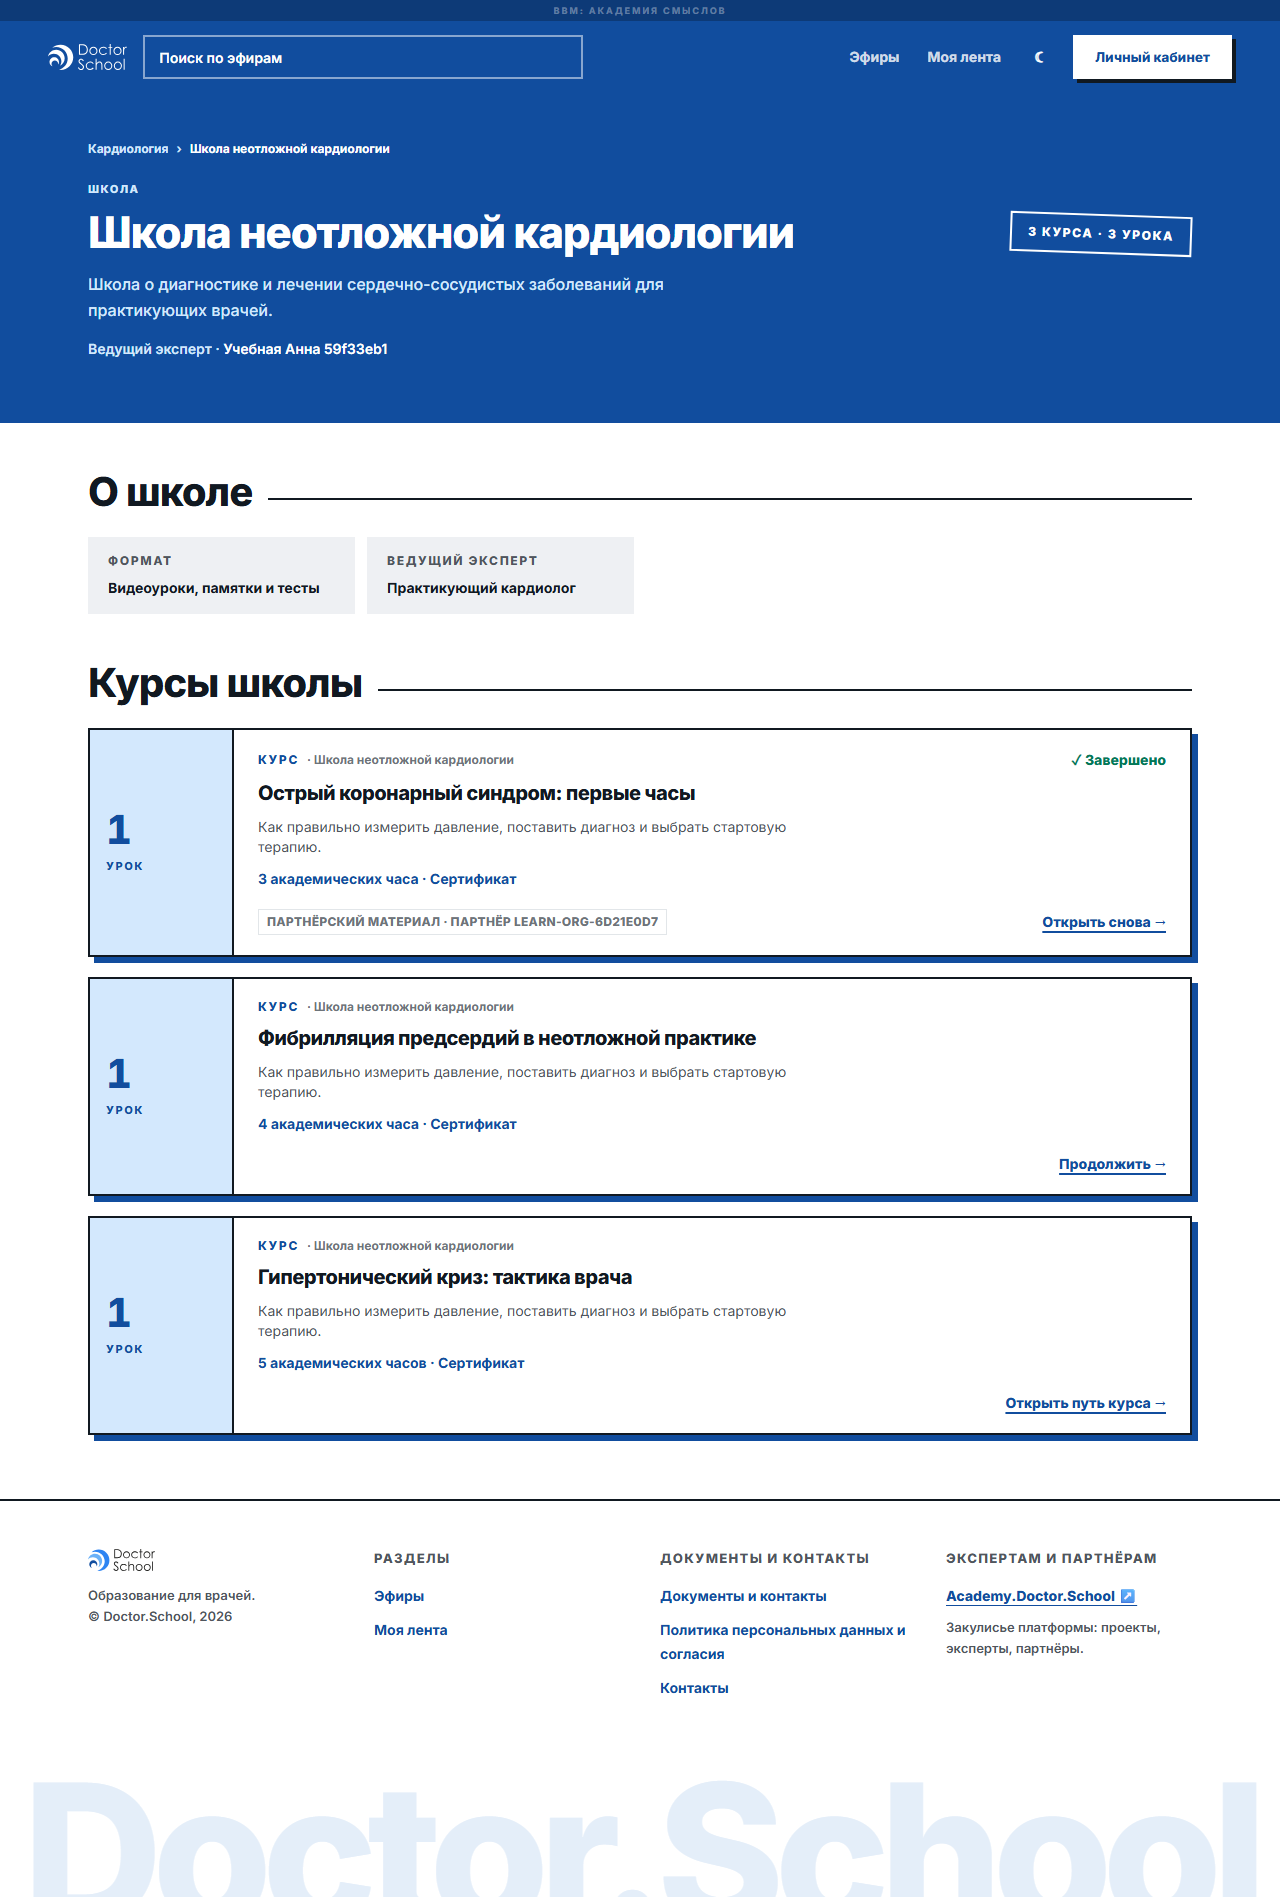 ВВМ: АКАДЕМИЯ СМЫСЛОВ
Doctor School
Поиск по эфирам
Эфиры
Моя лента
Личный кабинет
Кардиология › Школа неотложной кардиологии
ШКОЛА
Школа неотложной кардиологии
3 КУРСА · 3 УРОКА
Школа о диагностике и лечении сердечно-сосудистых заболеваний для
практикующих врачей.
Ведущий эксперт · Учебная Анна 59f33eb1
О школе
ФОРМАТ
Видеоуроки, памятки и тесты
ВЕДУЩИЙ ЭКСПЕРТ
Практикующий кардиолог
Курсы школы
1
УРОК
КУРС · Школа неотложной кардиологии
✓ Завершено
Острый коронарный синдром: первые часы
Как правильно измерить давление, поставить диагноз и выбрать стартовую
терапию.
3 академических часа · Сертификат
ПАРТНЁРСКИЙ МАТЕРИАЛ · ПАРТНЁР LEARN-ORG-6D21E0D7
Открыть снова →
1
УРОК
КУРС · Школа неотложной кардиологии
Фибрилляция предсердий в неотложной практике
Как правильно измерить давление, поставить диагноз и выбрать стартовую
терапию.
4 академических часа · Сертификат
Продолжить →
1
УРОК
КУРС · Школа неотложной кардиологии
Гипертонический криз: тактика врача
Как правильно измерить давление, поставить диагноз и выбрать стартовую
терапию.
5 академических часов · Сертификат
Открыть путь курса →
Doctor School
Образование для врачей.
© Doctor.School, 2026
РАЗДЕЛЫ
Эфиры
Моя лента
ДОКУМЕНТЫ И КОНТАКТЫ
Документы и контакты
Политика персональных данных и
согласия
Контакты
ЭКСПЕРТАМ И ПАРТНЁРАМ
Academy.Doctor.School ↗
Закулисье платформы: проекты,
эксперты, партнёры.
Doctor.School